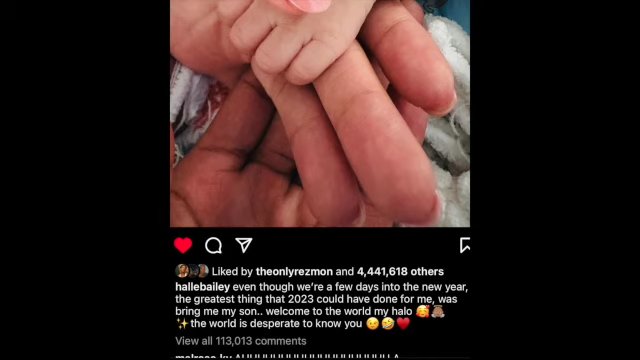 Liked by theonlyrezmon and 4,441,618 others
hallebailey even though we're a few days into the new year,
the greatest thing that 2023 could have done for me, was
bring me my son.. welcome to the world my halo 🥰👼🏽
✨the world is desperate to know you 😉🤣❤️
View all 113,013 comments